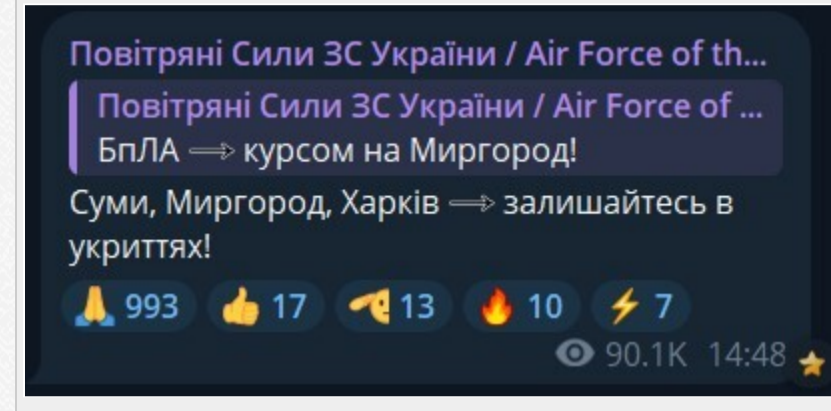 Повітряні Сили ЗС України / Air Force of th...
Повітряні Сили ЗС України / Air Force of ...
БпЛА ⟹ курсом на Миргород!
Суми, Миргород, Харків ⟹ залишайтесь в
укриттях!
🙏 993 👍 17 🫡 13 🔥 10 ⚡ 7
90.1K 14:48